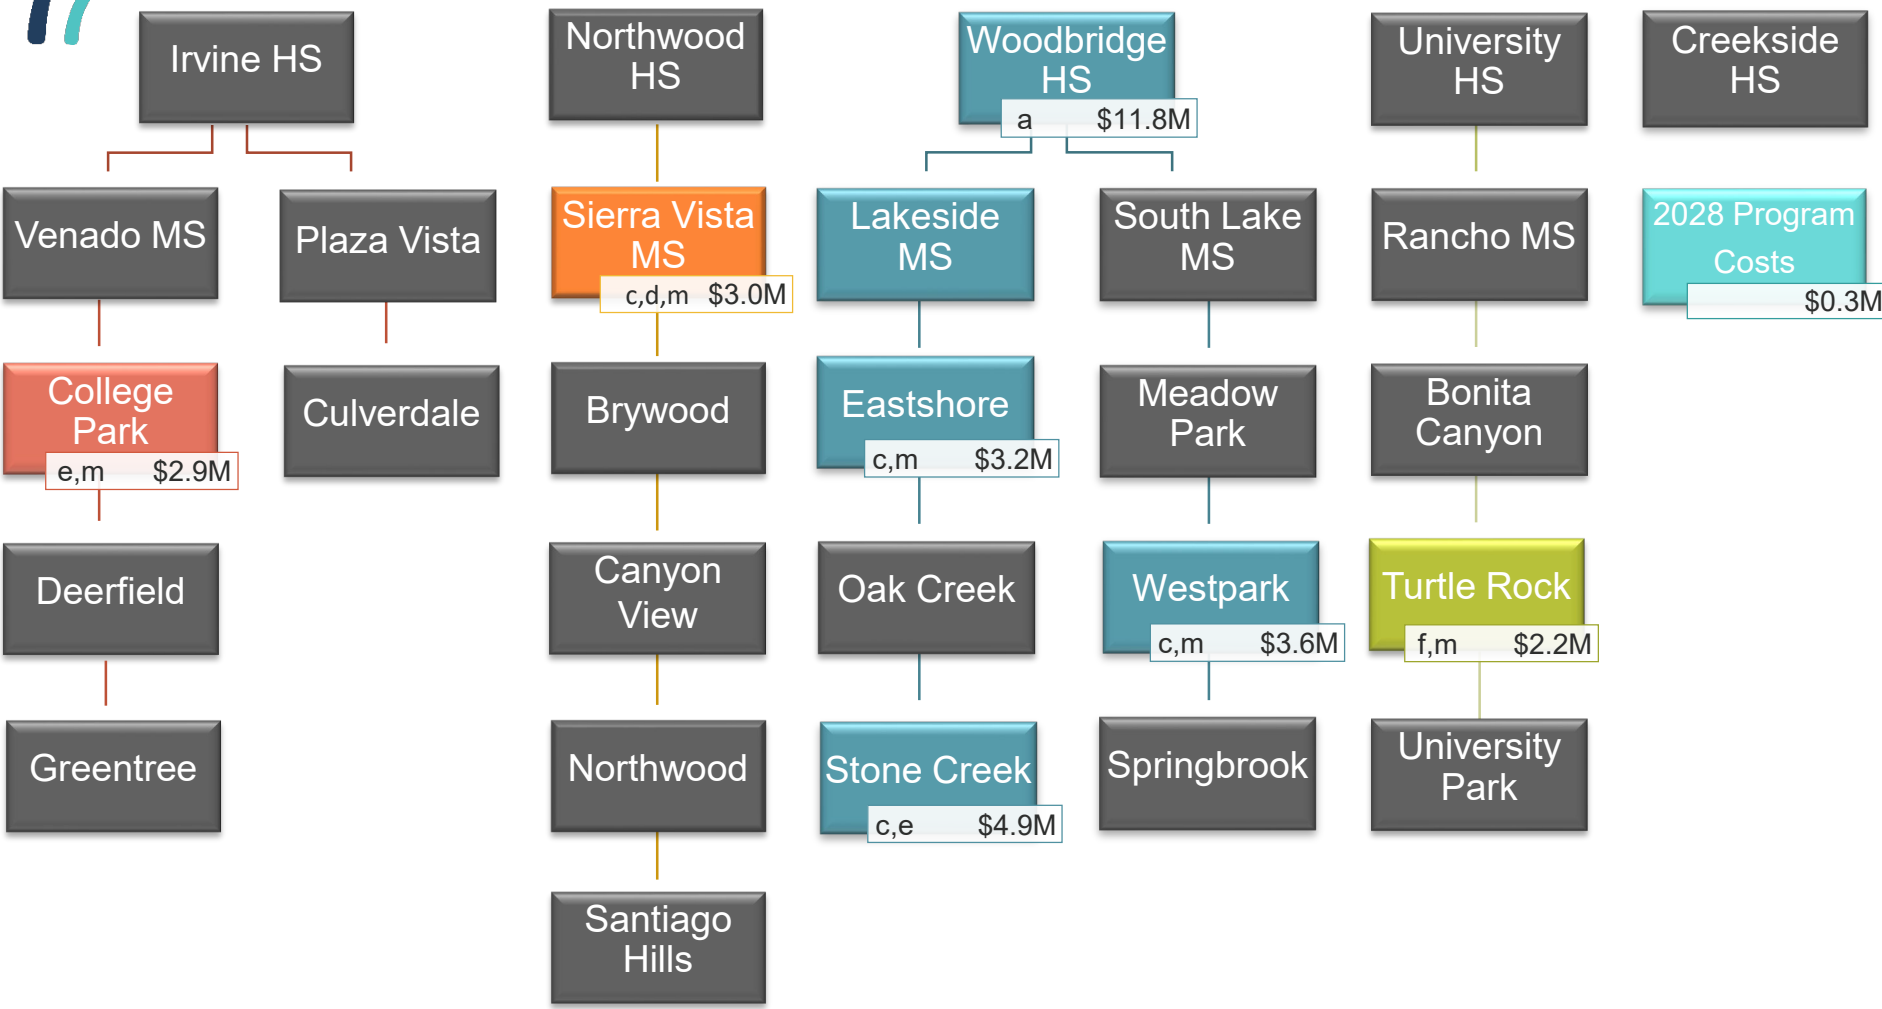 Irvine HS
Northwood
HS
Woodbridge
HS
a $11.8M
University
HS
Creekside
HS
Venado MS
Plaza Vista
Sierra Vista
MS
c,d,m $3.0M
Lakeside
MS
South Lake
MS
Rancho MS
2028 Program
Costs
$0.3M
College
Park
e,m $2.9M
Culverdale
Brywood
Eastshore
c,m $3.2M
Meadow
Park
Bonita
Canyon
Deerfield
Canyon
View
Oak Creek
Westpark
c,m $3.6M
Turtle Rock
f,m $2.2M
Greentree
Northwood
Stone Creek
c,e $4.9M
Springbrook
University
Park
Santiago
Hills